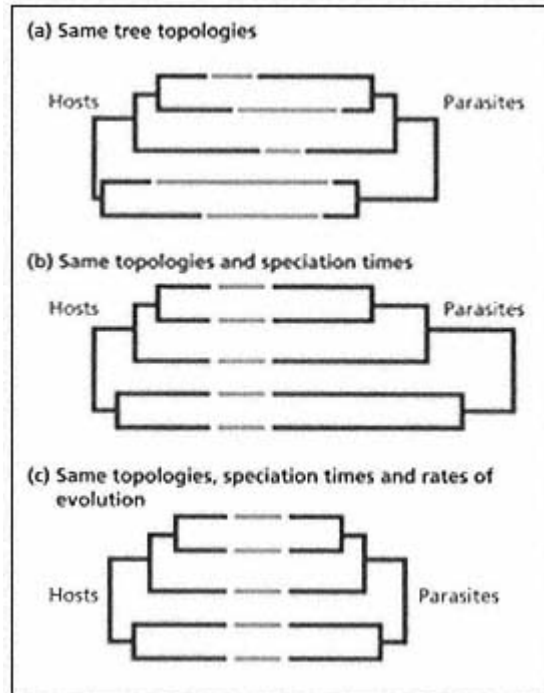 (a) Same tree topologies
Hosts
Parasites
(b) Same topologies and speciation times
Hosts
Parasites
(c) Same topologies, speciation times and rates of
evolution
Hosts
Parasites